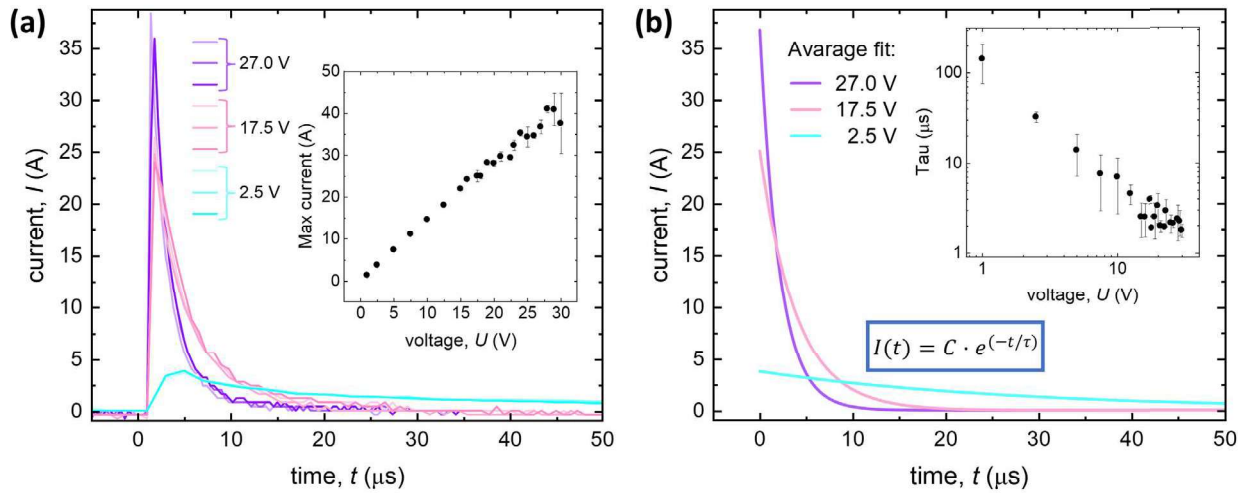 (a)
35
30
25
20
15
10
5
0
current, I (A)
0
10
20
30
40
50
time, t (μs)
27.0 V
17.5 V
2.5 V
50
40
30
20
10
0
Max current (A)
0
5
10
15
20
25
30
voltage, U (V)
(b)
35
30
25
20
15
10
5
0
current, I (A)
0
10
20
30
40
50
time, t (μs)
Avarage fit:
27.0 V
17.5 V
2.5 V
100
10
1
Tau (μs)
1
10
voltage, U (V)
I(t) = C · e^(−t/τ)